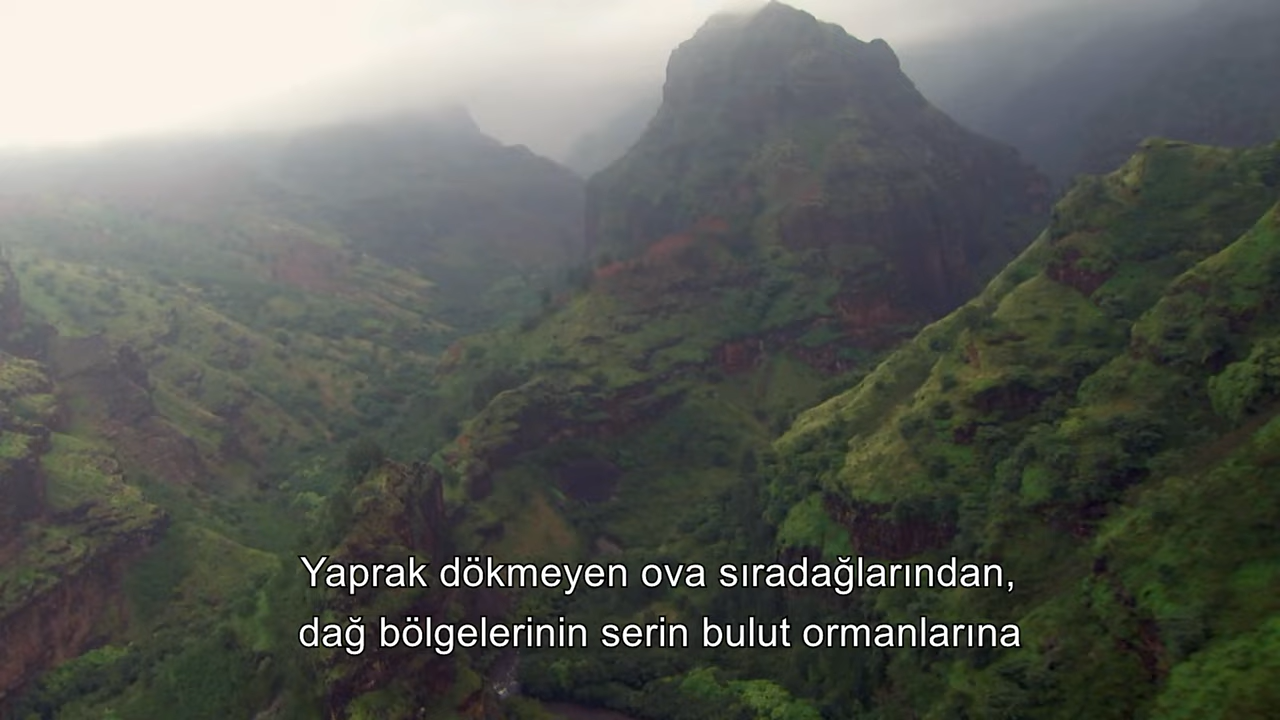 Yaprak dökmeyen ova sıradağlarından,
dağ bölgelerinin serin bulut ormanlarına